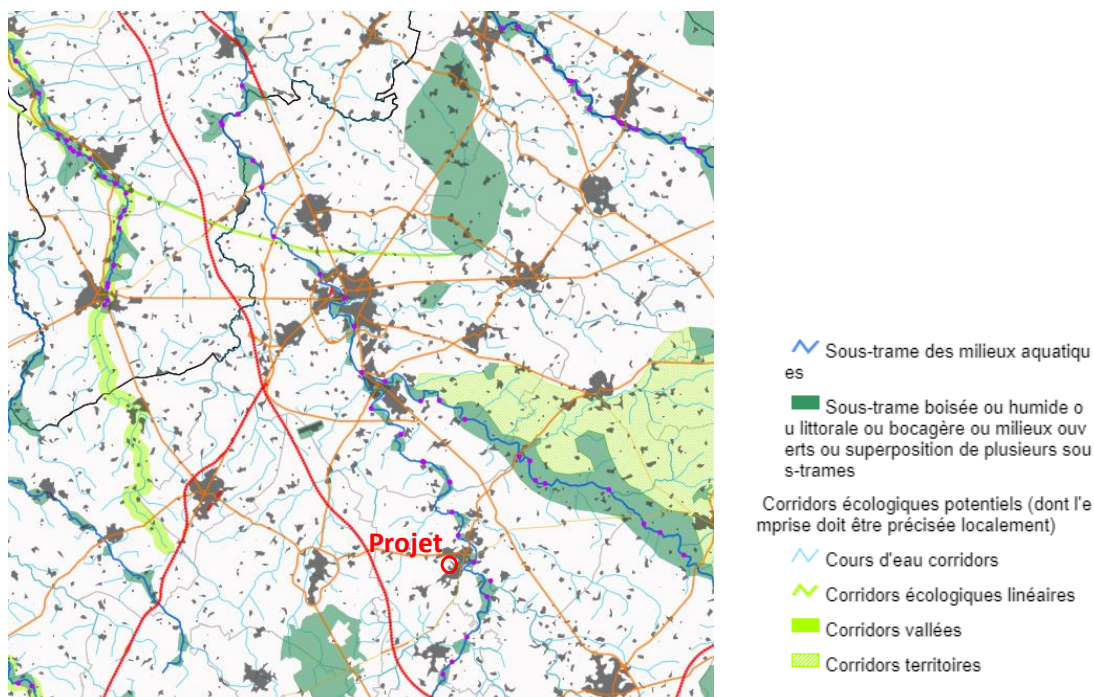 Projet
Sous-trame des milieux aquatiqu
es
Sous-trame boisée ou humide o
u littorale ou bocagère ou milieux ouv
erts ou superposition de plusieurs sou
s-trames
Corridors écologiques potentiels (dont l'e
mprise doit être précisée localement)
Cours d'eau corridors
Corridors écologiques linéaires
Corridors vallées
Corridors territoires